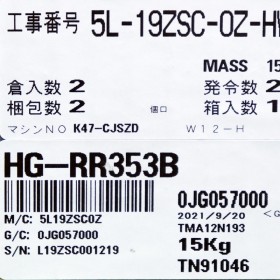 工事番号 5L-19ZSC-0Z-H
MASS 15
倉入数 2 発令数 2
梱包数 2 個口 箱入数 1
マシンNO K47-CJSZD W12-H
HG-RR353B
0JG057000
2021/9/20 <G
M/C: 5L19ZSC0Z TMA12N193
G/C: 0JG057000 15Kg
S/N: L19ZSC001219 TN91046